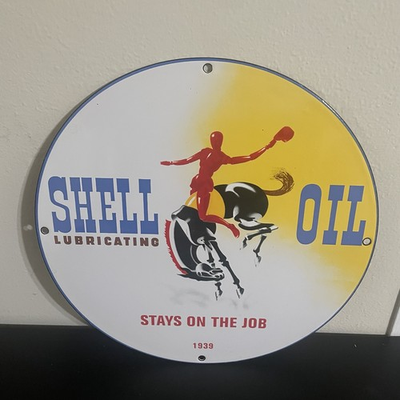 SHELL OIL
LUBRICATING
STAYS ON THE JOB
1939